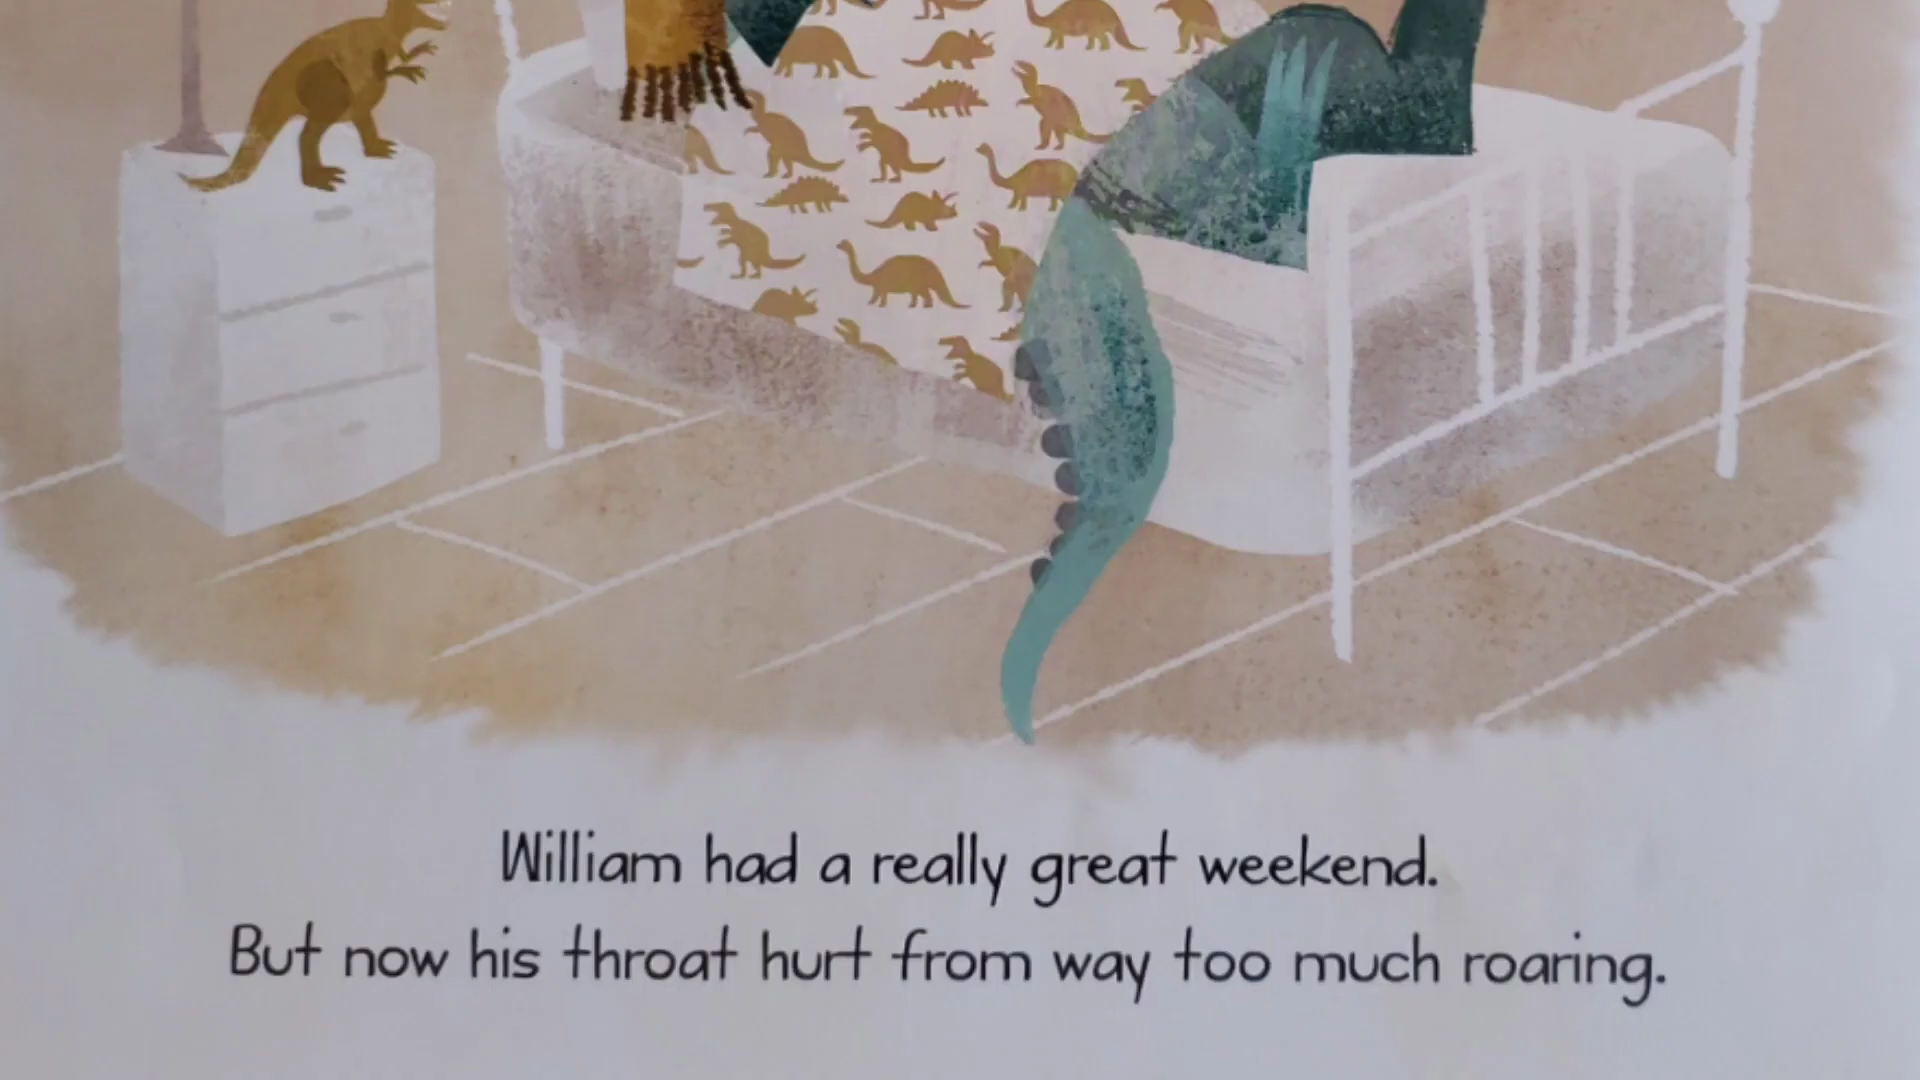 William had a really great weekend.
But now his throat hurt from way too much roaring.